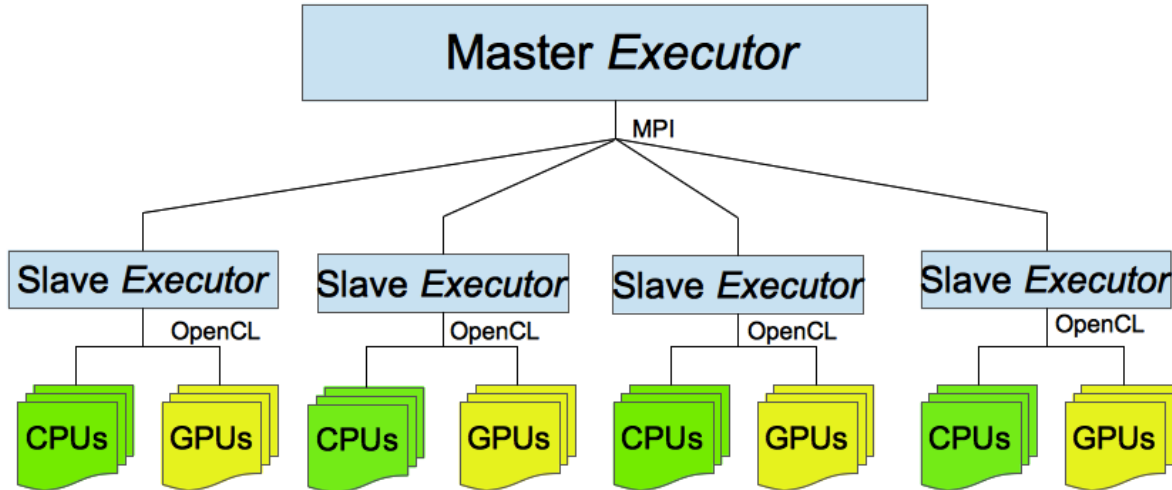 Master Executor
MPI
Slave Executor
Slave Executor
Slave Executor
Slave Executor
OpenCL
OpenCL
OpenCL
OpenCL
CPUs
GPUs
CPUs
GPUs
CPUs
GPUs
CPUs
GPUs